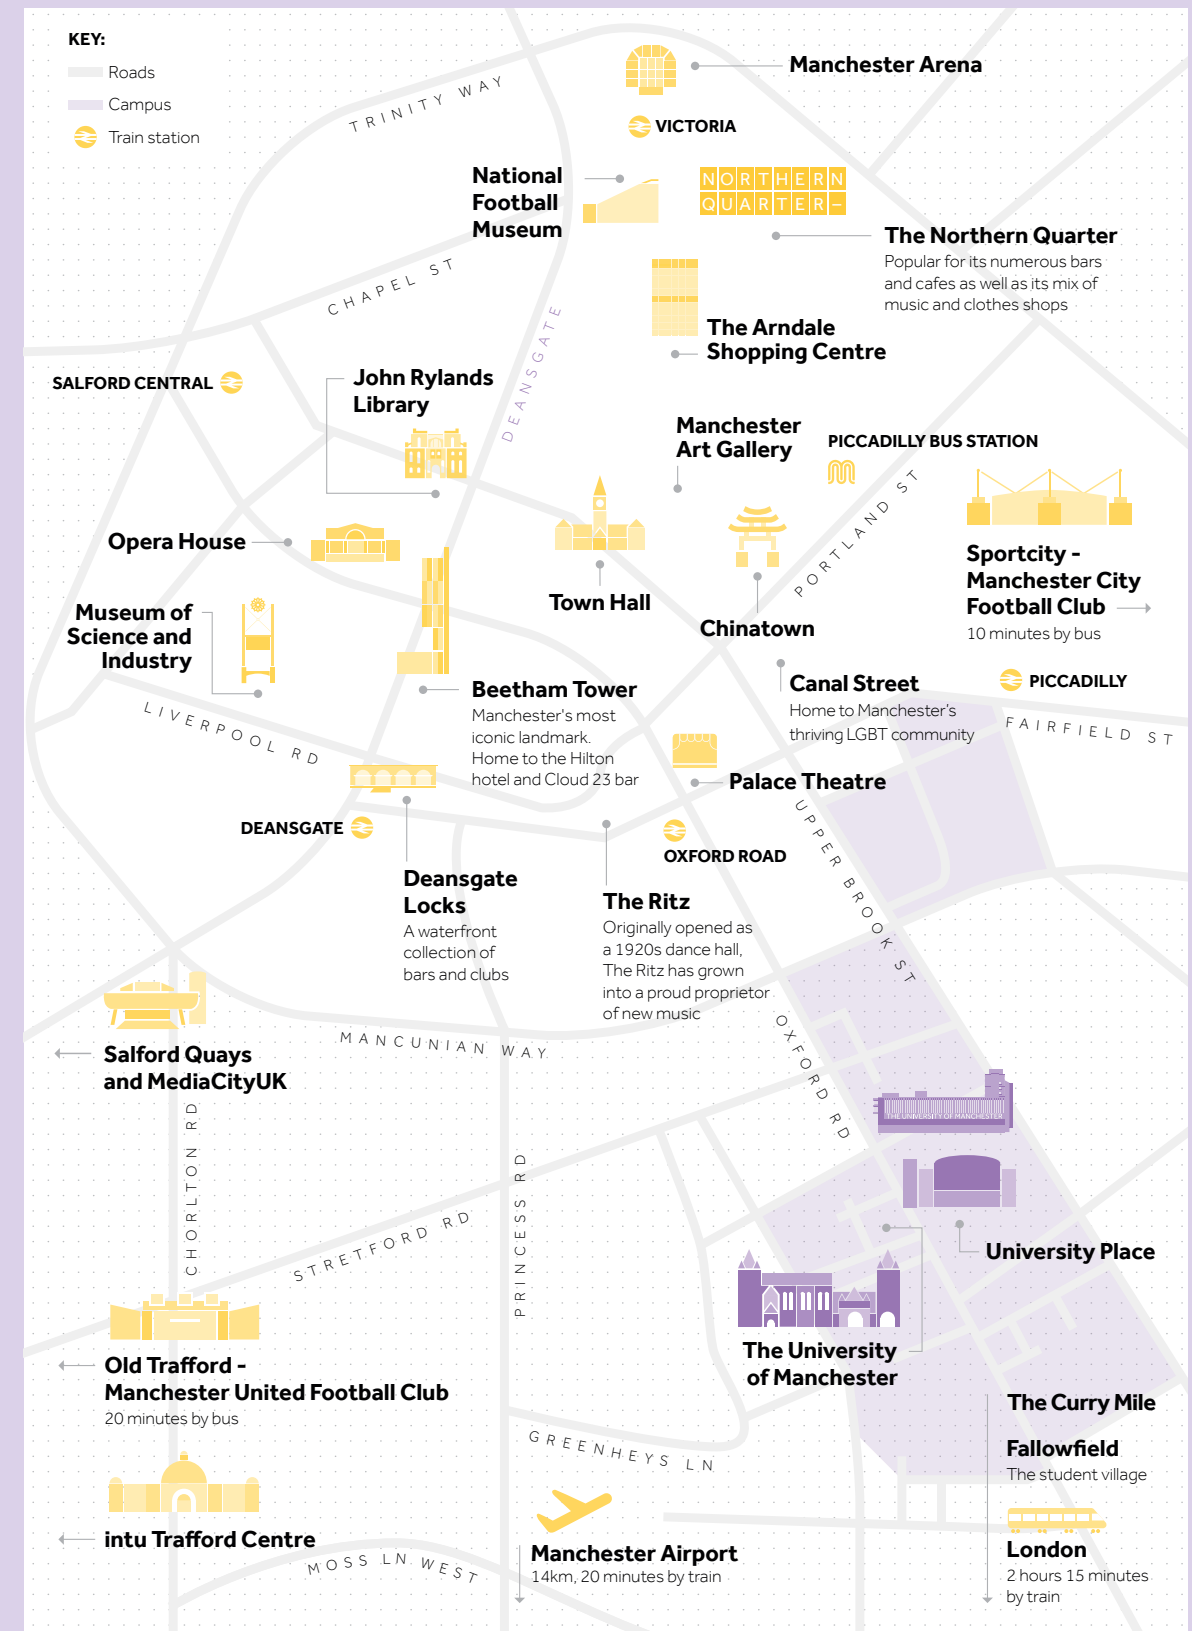 KEY:
Roads
Campus
Train station
TRINITY WAY
Manchester Arena
VICTORIA
National
Football
Museum
NORTHERN
QUARTER–
The Northern Quarter
Popular for its numerous bars
and cafes as well as its mix of
music and clothes shops
CHAPEL ST
DEANSGATE
The Arndale
Shopping Centre
SALFORD CENTRAL
John Rylands
Library
Manchester
Art Gallery
PICCADILLY BUS STATION
PORTLAND ST
Opera House
Town Hall
Chinatown
Sportcity -
Manchester City
Football Club
10 minutes by bus
Museum of
Science and
Industry
LIVERPOOL RD
Beetham Tower
Manchester's most
iconic landmark.
Home to the Hilton
hotel and Cloud 23 bar
Canal Street
Home to Manchester's
thriving LGBT community
PICCADILLY
FAIRFIELD ST
Palace Theatre
DEANSGATE
OXFORD ROAD
UPPER BROOK ST
Deansgate
Locks
A waterfront
collection of
bars and clubs
The Ritz
Originally opened as
a 1920s dance hall,
The Ritz has grown
into a proud proprietor
of new music
MANCUNIAN WAY
OXFORD RD
Salford Quays
and MediaCityUK
CHORLTON RD
STRETFORD RD
PRINCESS RD
THE UNIVERSITY OF MANCHESTER
University Place
The University
of Manchester
Old Trafford -
Manchester United Football Club
20 minutes by bus
The Curry Mile
Fallowfield
The student village
GREENHEYS LN
intu Trafford Centre
MOSS LN WEST
Manchester Airport
14km, 20 minutes by train
London
2 hours 15 minutes
by train